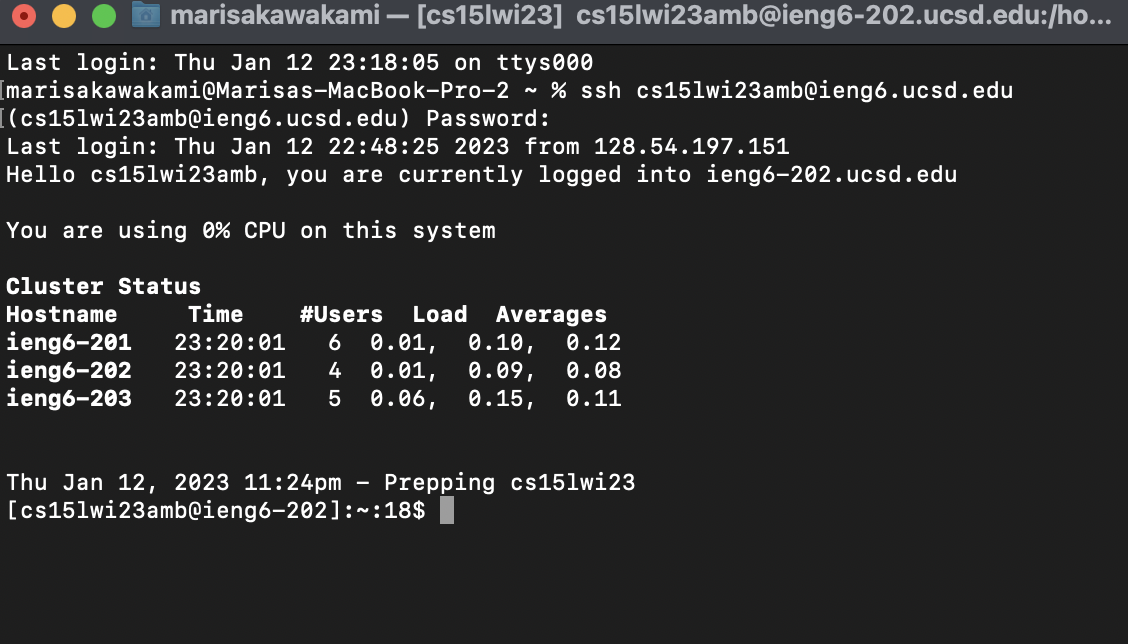 marisakawakami — [cs15lwi23] cs15lwi23amb@ieng6-202.ucsd.edu:/ho...
Last login: Thu Jan 12 23:18:05 on ttys000
[marisakawakami@Marisas-MacBook-Pro-2 ~ % ssh cs15lwi23amb@ieng6.ucsd.edu
[(cs15lwi23amb@ieng6.ucsd.edu) Password:
Last login: Thu Jan 12 22:48:25 2023 from 128.54.197.151
Hello cs15lwi23amb, you are currently logged into ieng6-202.ucsd.edu
You are using 0% CPU on this system
Cluster Status
Hostname     Time    #Users  Load  Averages
ieng6-201   23:20:01   6  0.01,  0.10,  0.12
ieng6-202   23:20:01   4  0.01,  0.09,  0.08
ieng6-203   23:20:01   5  0.06,  0.15,  0.11
Thu Jan 12, 2023 11:24pm - Prepping cs15lwi23
[cs15lwi23amb@ieng6-202]:~:18$